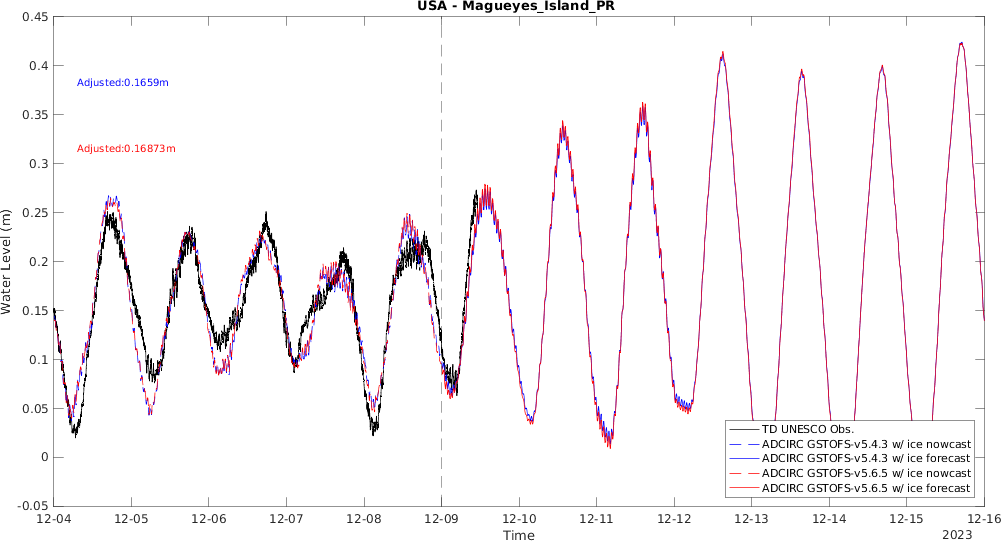 USA - Magueyes_Island_PR
0.45
0.4
0.35
0.3
0.25
0.2
0.15
0.1
0.05
0
-0.05
Water Level (m)
Adjusted:0.1659m
Adjusted:0.16873m
TD UNESCO Obs.
ADCIRC GSTOFS-v5.4.3 w/ ice nowcast
ADCIRC GSTOFS-v5.4.3 w/ ice forecast
ADCIRC GSTOFS-v5.6.5 w/ ice nowcast
ADCIRC GSTOFS-v5.6.5 w/ ice forecast
12-04 12-05 12-06 12-07 12-08 12-09 12-10 12-11 12-12 12-13 12-14 12-15 12-16
Time
2023